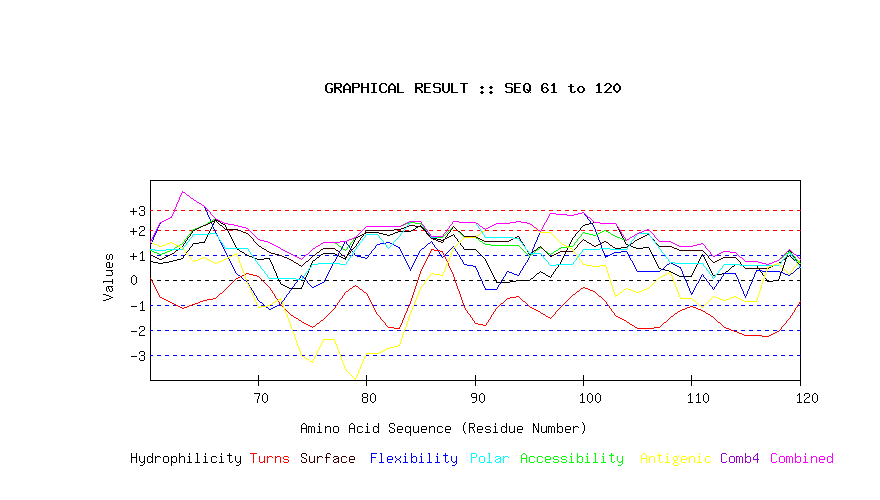 GRAPHICAL RESULT :: SEQ 61 to 120
+3
+2
+1
0
-1
-2
-3
Values
70 80 90 100 110 120
Amino Acid Sequence (Residue Number)
Hydrophilicity Turns Surface Flexibility Polar Accessibility Antigenic Comb4 Combined